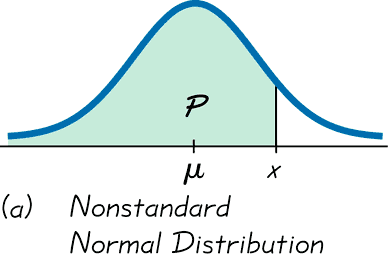 P
μ x
(a) Nonstandard
Normal Distribution